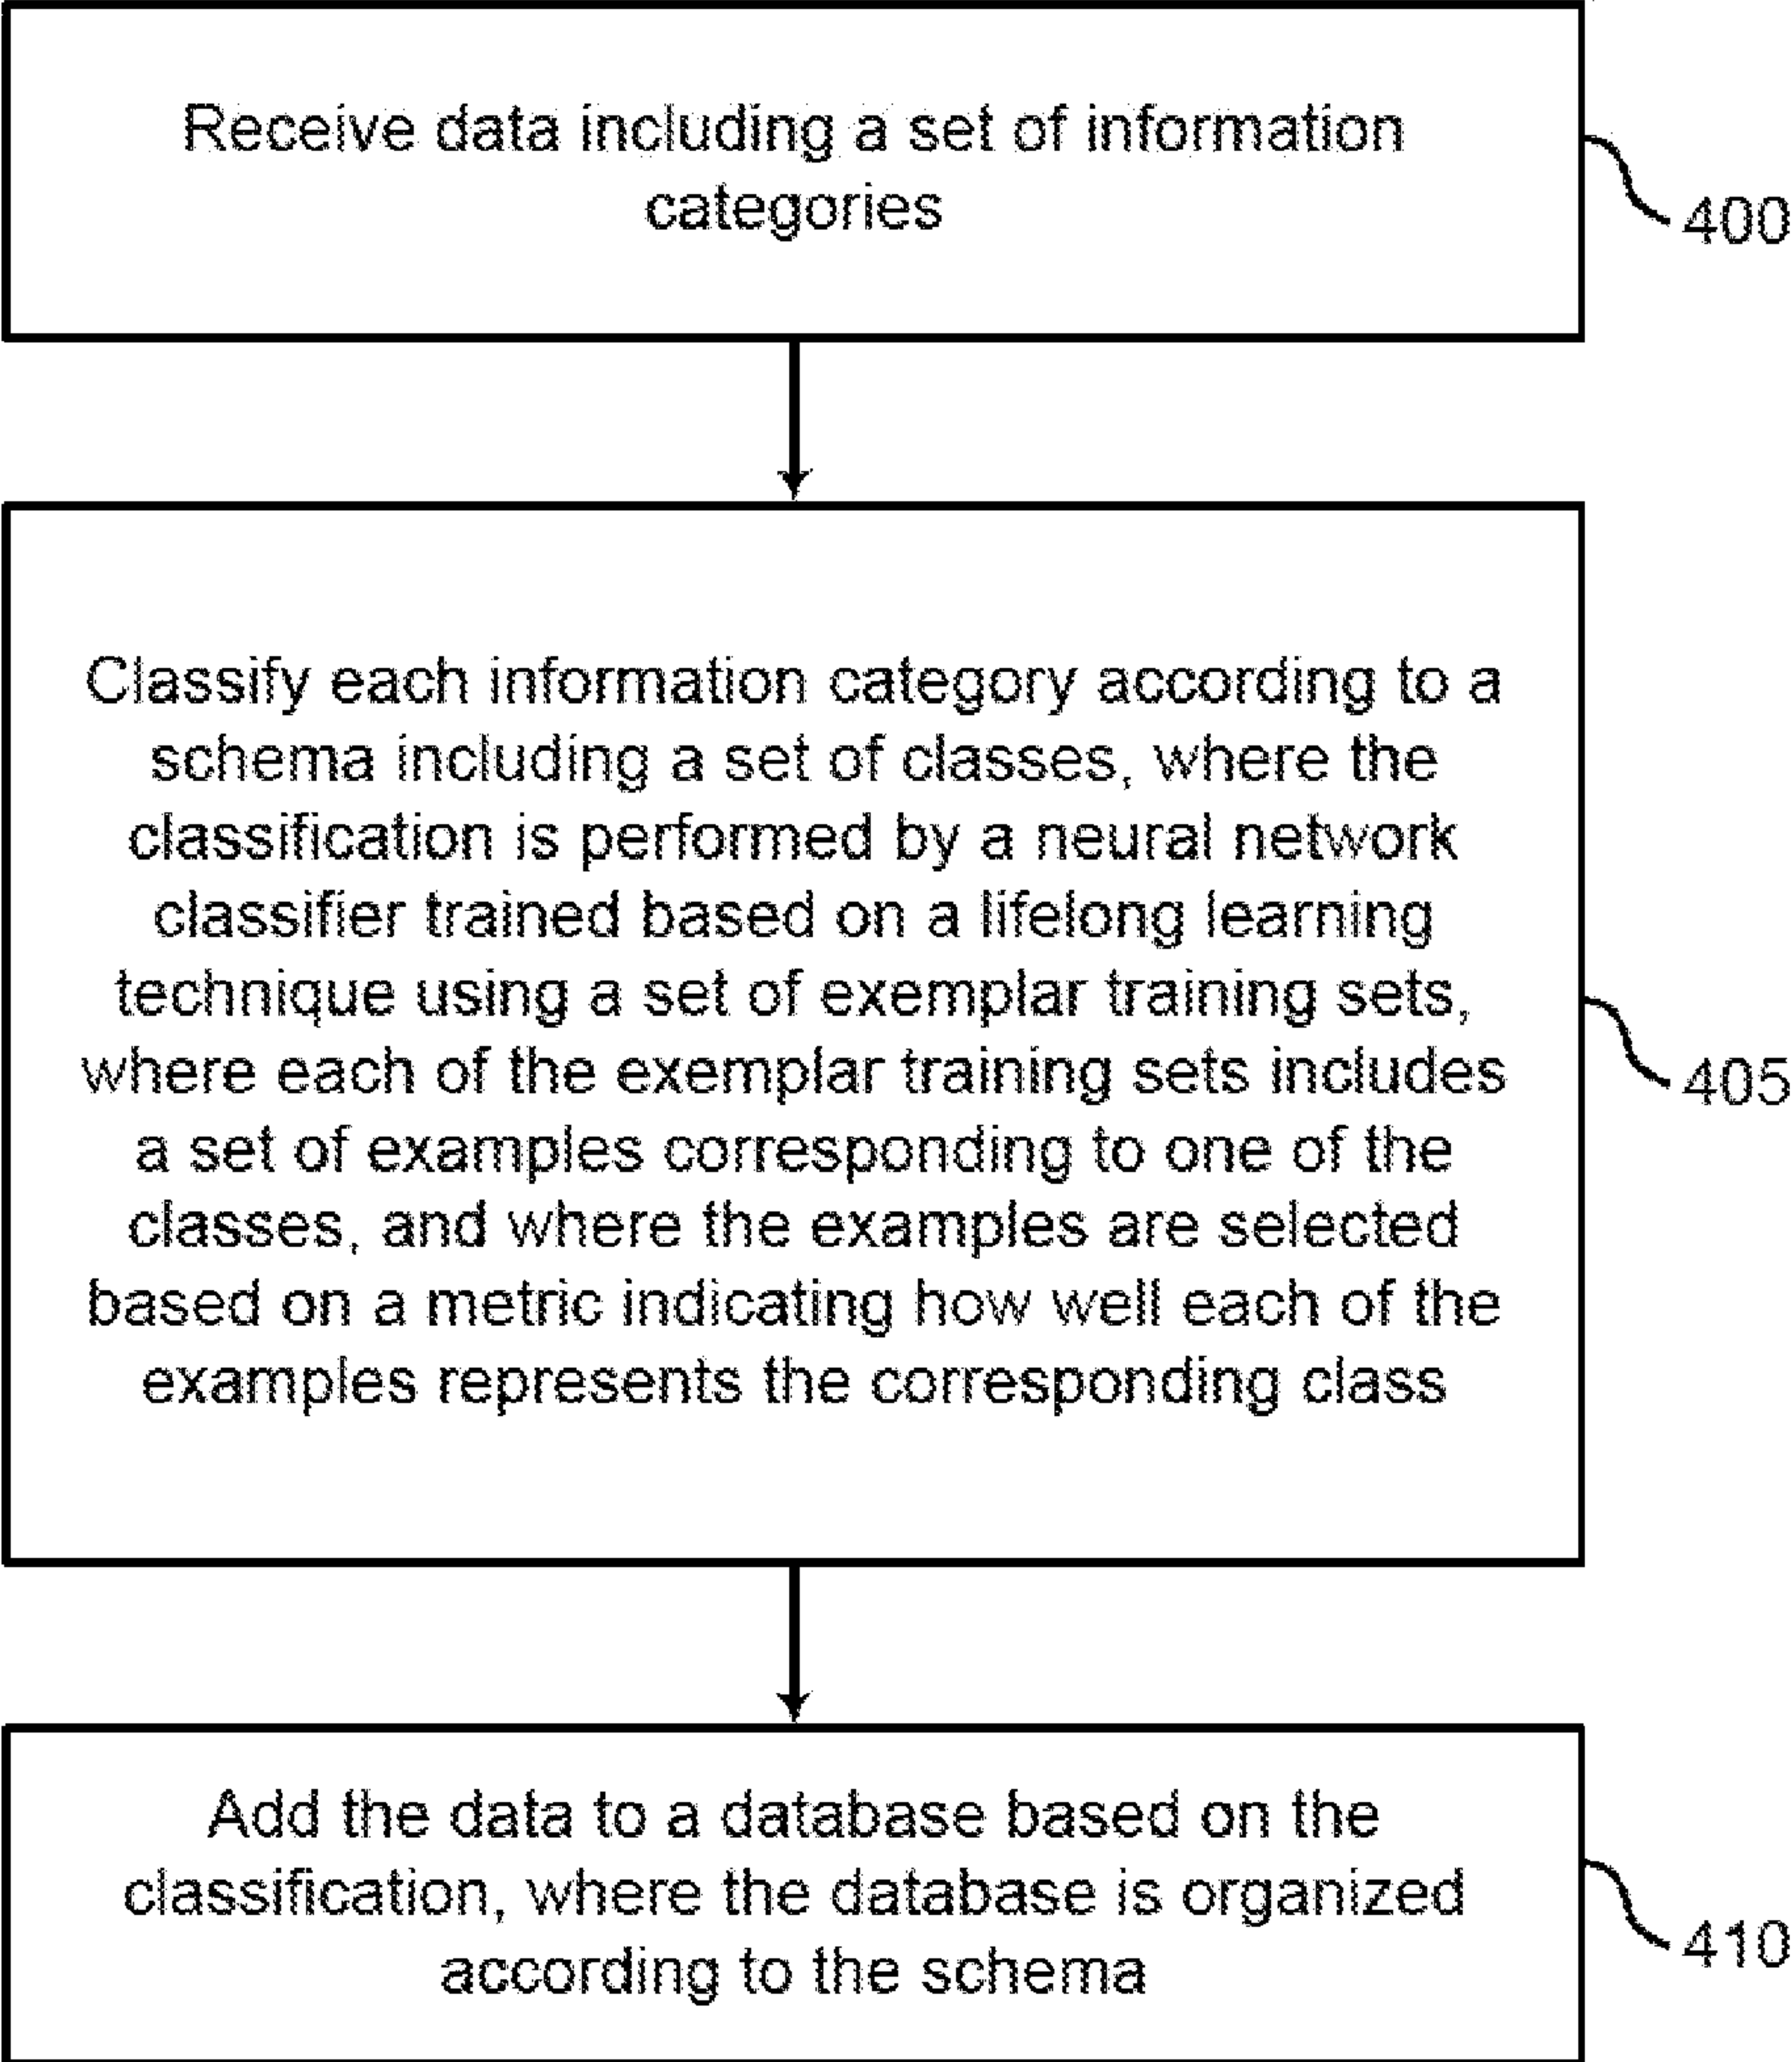 Receive data including a set of information
categories
400
Classify each information category according to a
schema including a set of classes, where the
classification is performed by a neural network
classifier trained based on a lifelong learning
technique using a set of exemplar training sets,
where each of the exemplar training sets includes
a set of examples corresponding to one of the
classes, and where the examples are selected
based on a metric indicating how well each of the
examples represents the corresponding class
405
Add the data to a database based on the
classification, where the database is organized
according to the schema
410